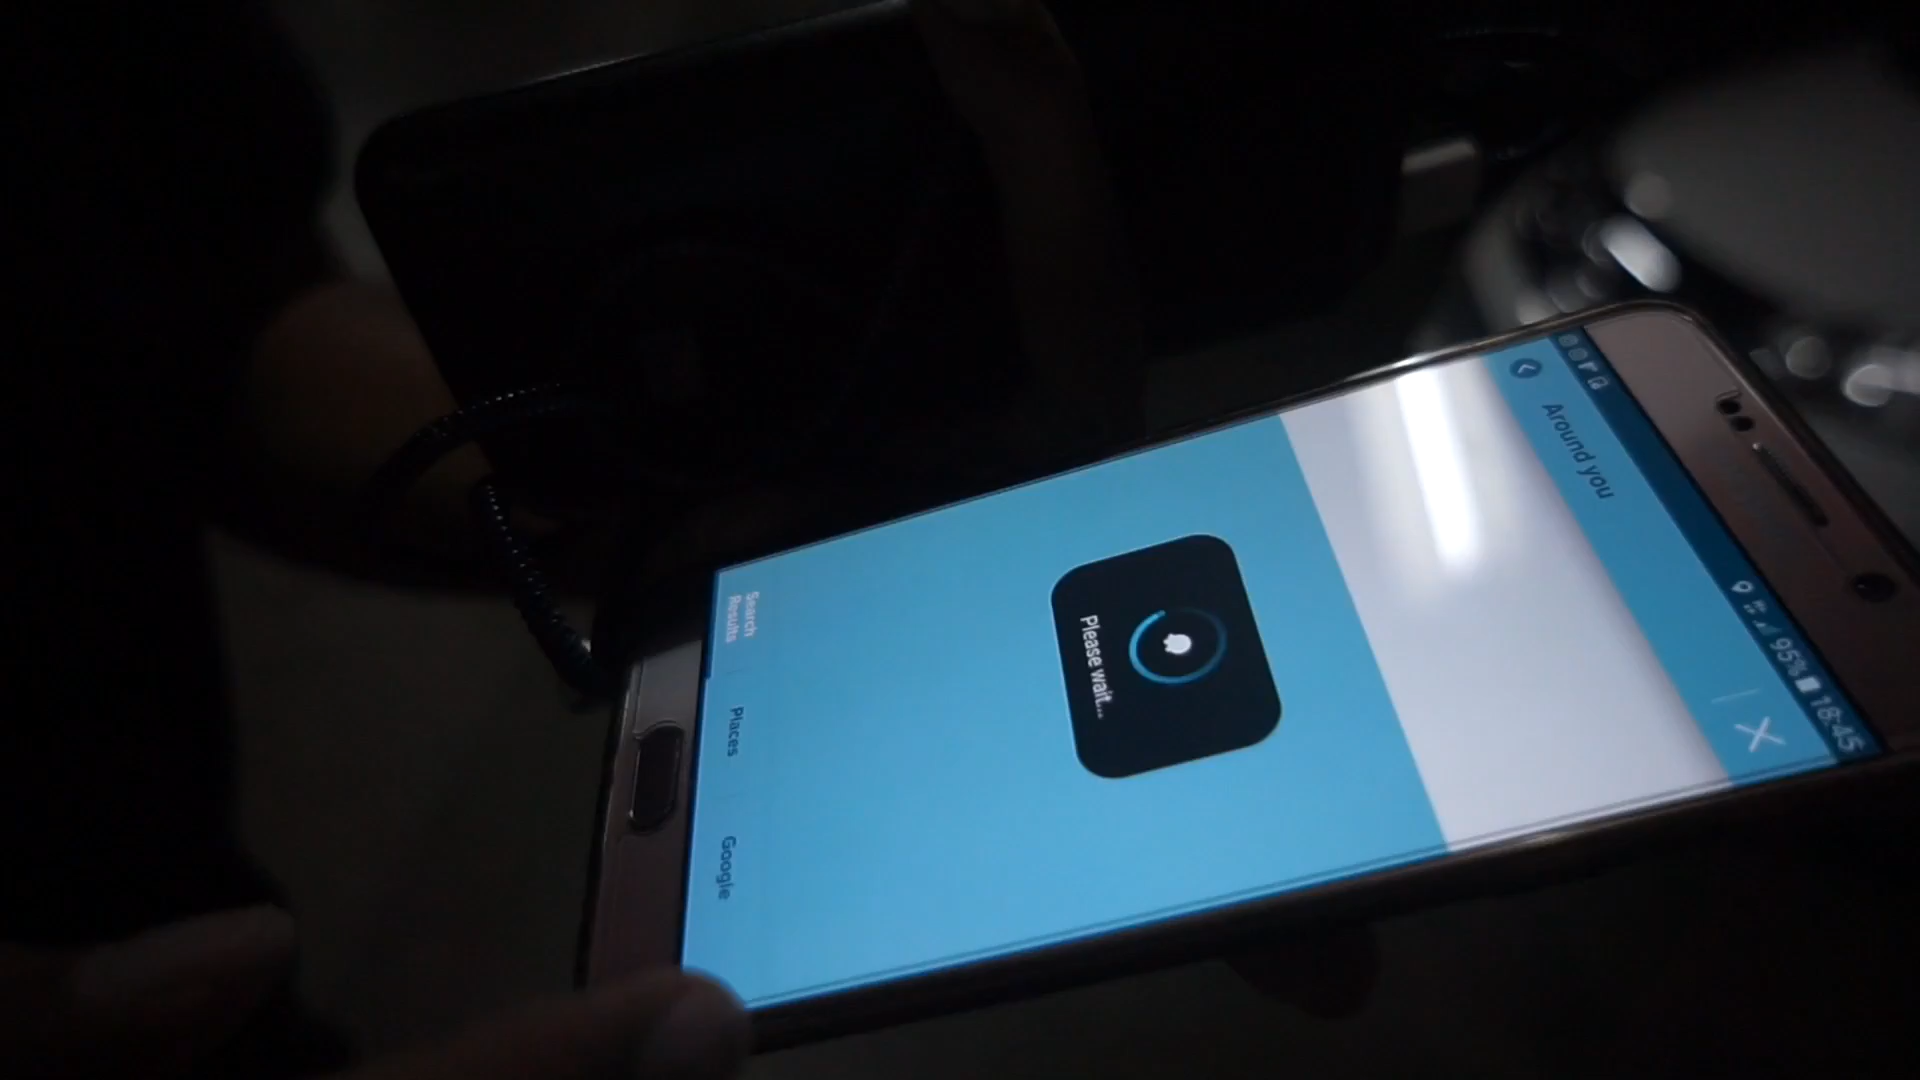 95% 18:45
Around you
Please wait...
Search
Results
Places
Google